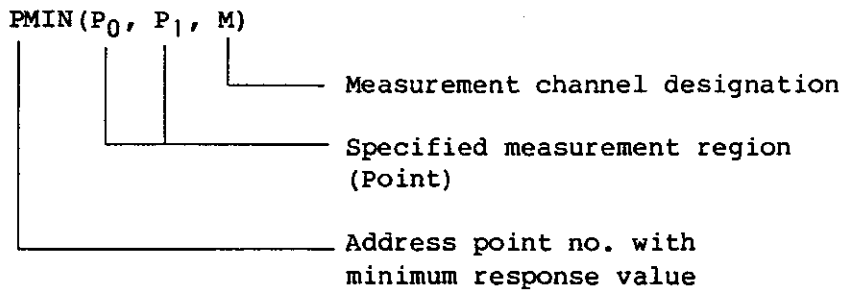 PMIN(P0, P1, M)
Measurement channel designation
Specified measurement region
(Point)
Address point no. with
minimum response value